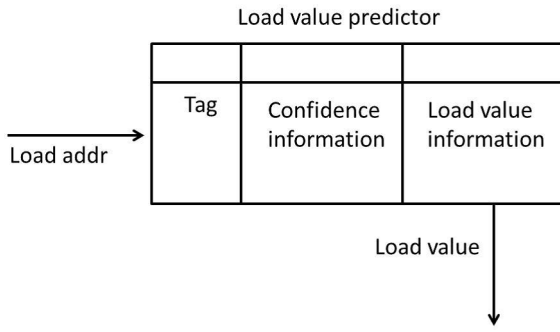 Load value predictor
Tag
Confidence
information
Load value
information
Load addr
Load value